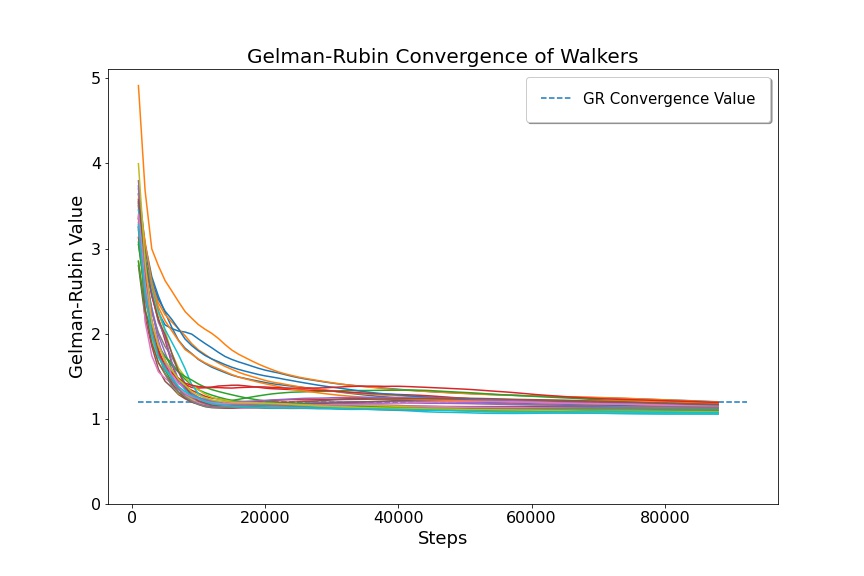 Gelman-Rubin Convergence of Walkers
GR Convergence Value
Gelman-Rubin Value
5
4
3
2
1
0
0 20000 40000 60000 80000
Steps